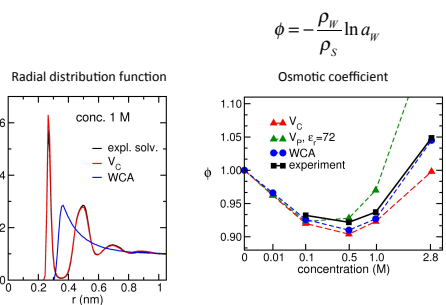 ϕ = − ρ_W / ρ_S ln a_W
Radial distribution function
Osmotic coefficient
conc. 1 M
expl. solv.
V_C
WCA
6
4
2
0
0
0.2
0.4
0.6
0.8
1
r (nm)
V_C
V_P, ε_r=72
WCA
experiment
1.10
1.05
1.00
0.95
0.90
ϕ
0
0.01
0.1
0.5
1.0
2.8
concentration (M)